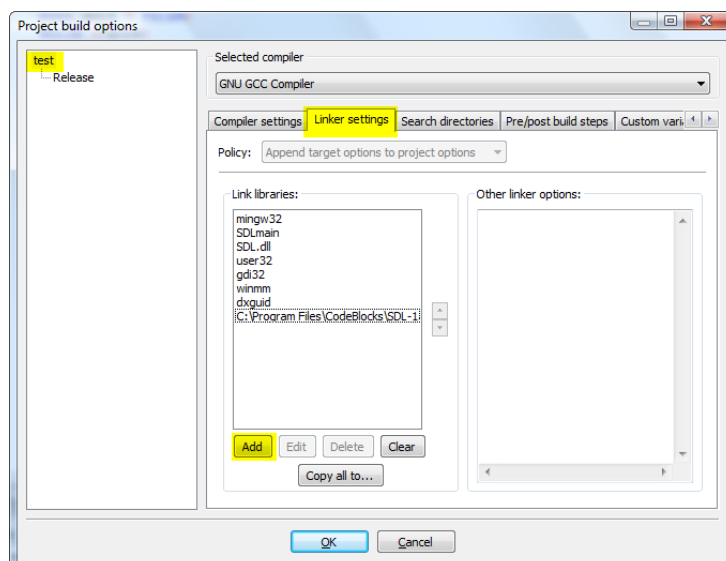 Project build options
test
Release
Selected compiler
GNU GCC Compiler
Compiler settings Linker settings Search directories Pre/post build steps Custom vari
Policy: Append target options to project options
Link libraries:
Other linker options:
mingw32
SDLmain
SDL.dll
user32
gdi32
winmm
dxguid
C:\Program Files\CodeBlocks\SDL-1
Add Edit Delete Clear
Copy all to...
OK Cancel